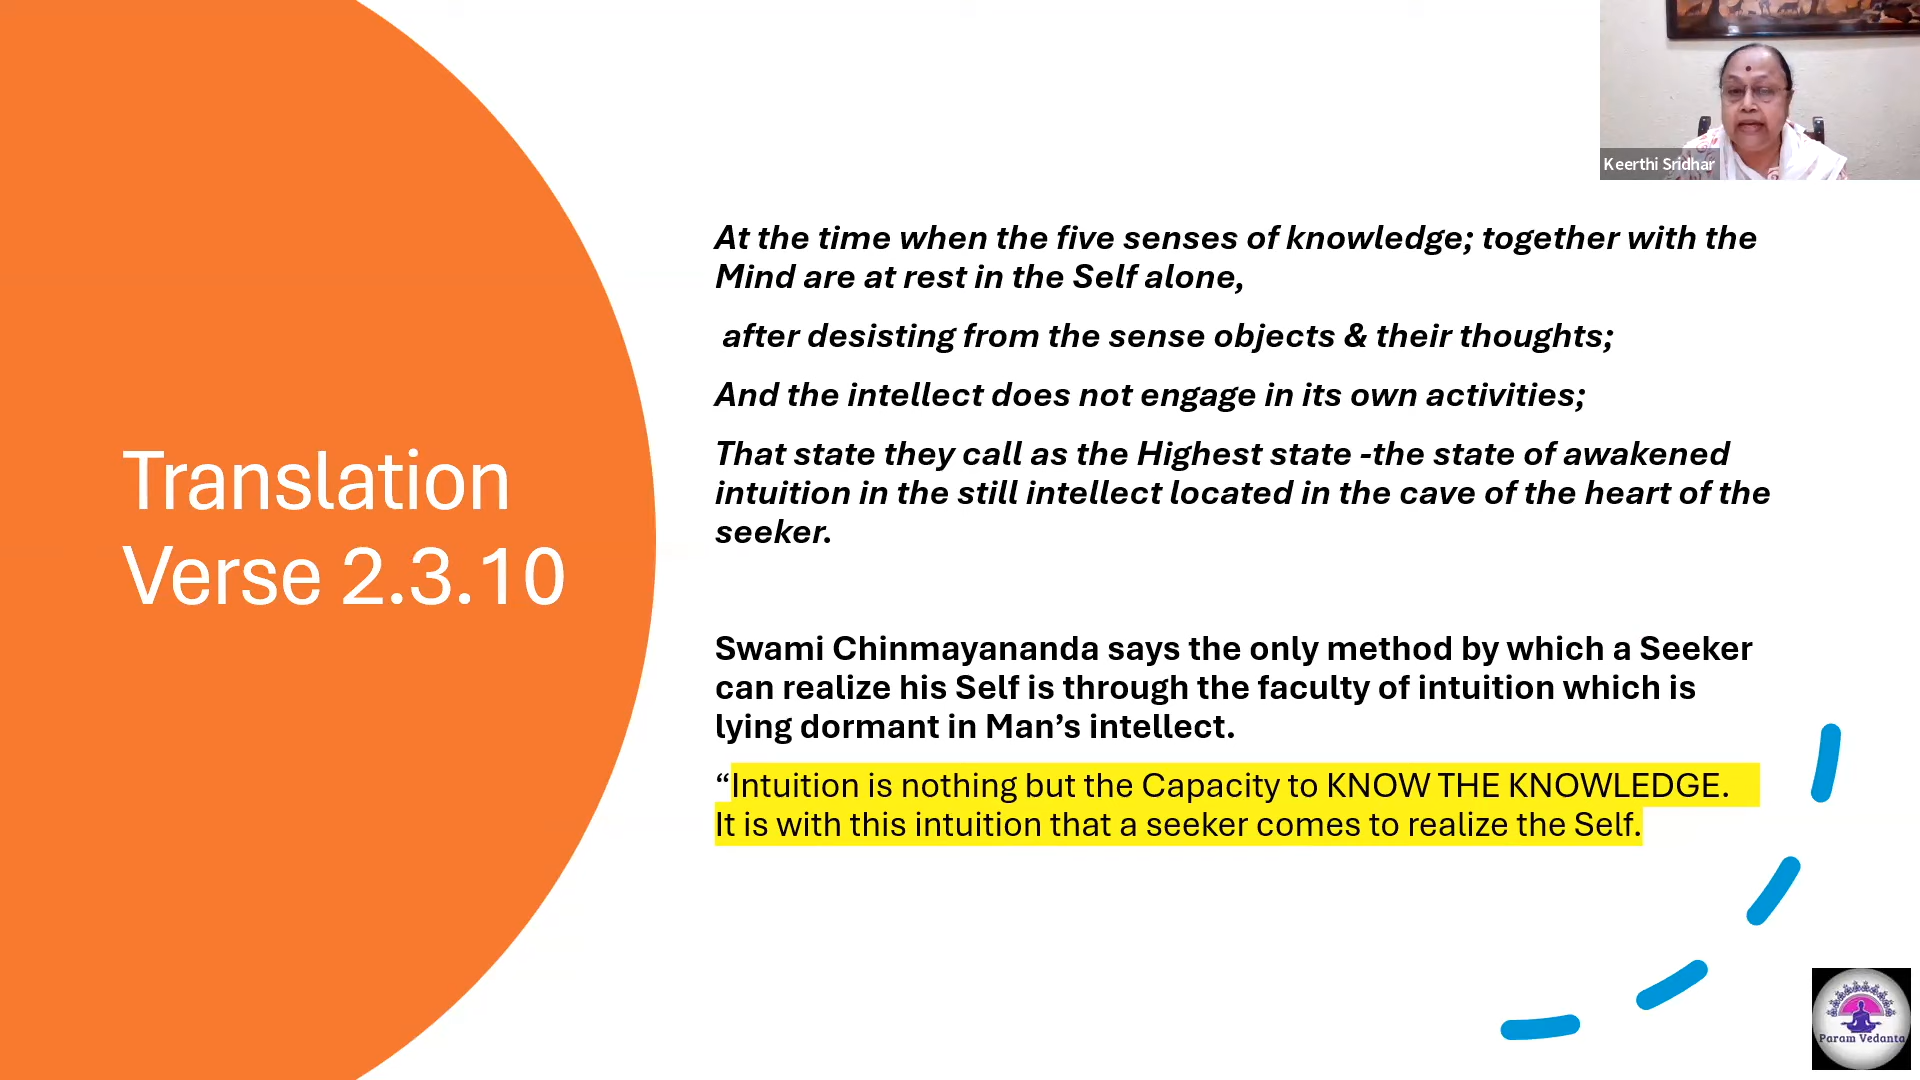 Keerthi Sridhar
Translation
Verse 2.3.10
At the time when the five senses of knowledge; together with the
Mind are at rest in the Self alone,
after desisting from the sense objects & their thoughts;
And the intellect does not engage in its own activities;
That state they call as the Highest state -the state of awakened
intuition in the still intellect located in the cave of the heart of the
seeker.
Swami Chinmayananda says the only method by which a Seeker
can realize his Self is through the faculty of intuition which is
lying dormant in Man’s intellect.
“Intuition is nothing but the Capacity to KNOW THE KNOWLEDGE.
It is with this intuition that a seeker comes to realize the Self.
Param Vedanta